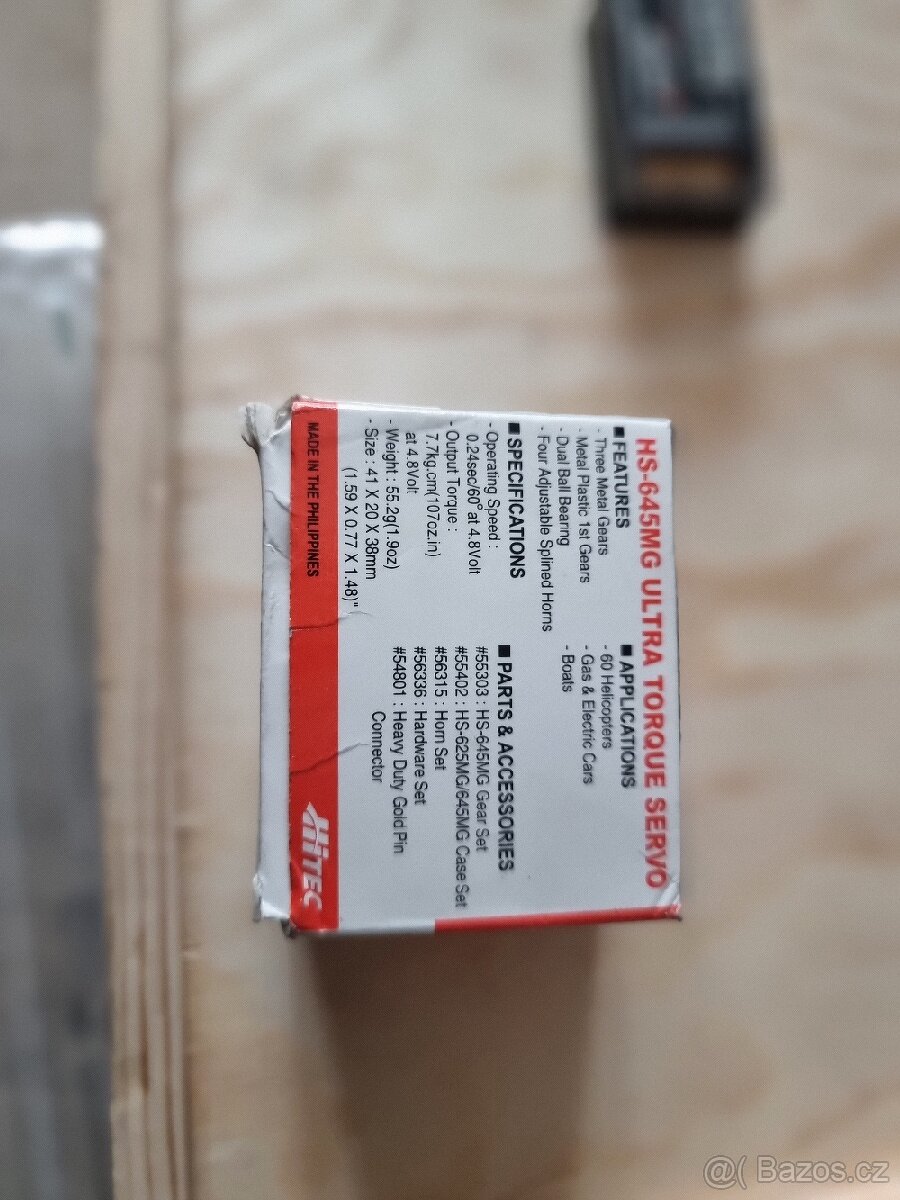 HS-645MG ULTRA TORQUE SERVO
■ FEATURES
- Three Metal Gears
- Metal Plastic 1st Gears
- Dual Ball Bearing
- Four Adjustable Splined Horns
■ APPLICATIONS
- 60 Helicopters
- Gas & Electric Cars
- Boats
■ SPECIFICATIONS
- Operating Speed :
0.24sec/60° at 4.8Volt
- Output Torque :
7.7kg.cm(107oz.in)
at 4.8Volt
- Weight : 55.2g(1.9oz)
- Size : 41 X 20 X 38mm
(1.59 X 0.77 X 1.48)"
■ PARTS & ACCESSORIES
#55303 : HS-645MG Gear Set
#55402 : HS-625MG/645MG Case Set
#56315 : Horn Set
#56336 : Hardware Set
#54801 : Heavy Duty Gold Pin
Connector
MADE IN THE PHILIPPINES
HiTEC
@( Bazos.cz